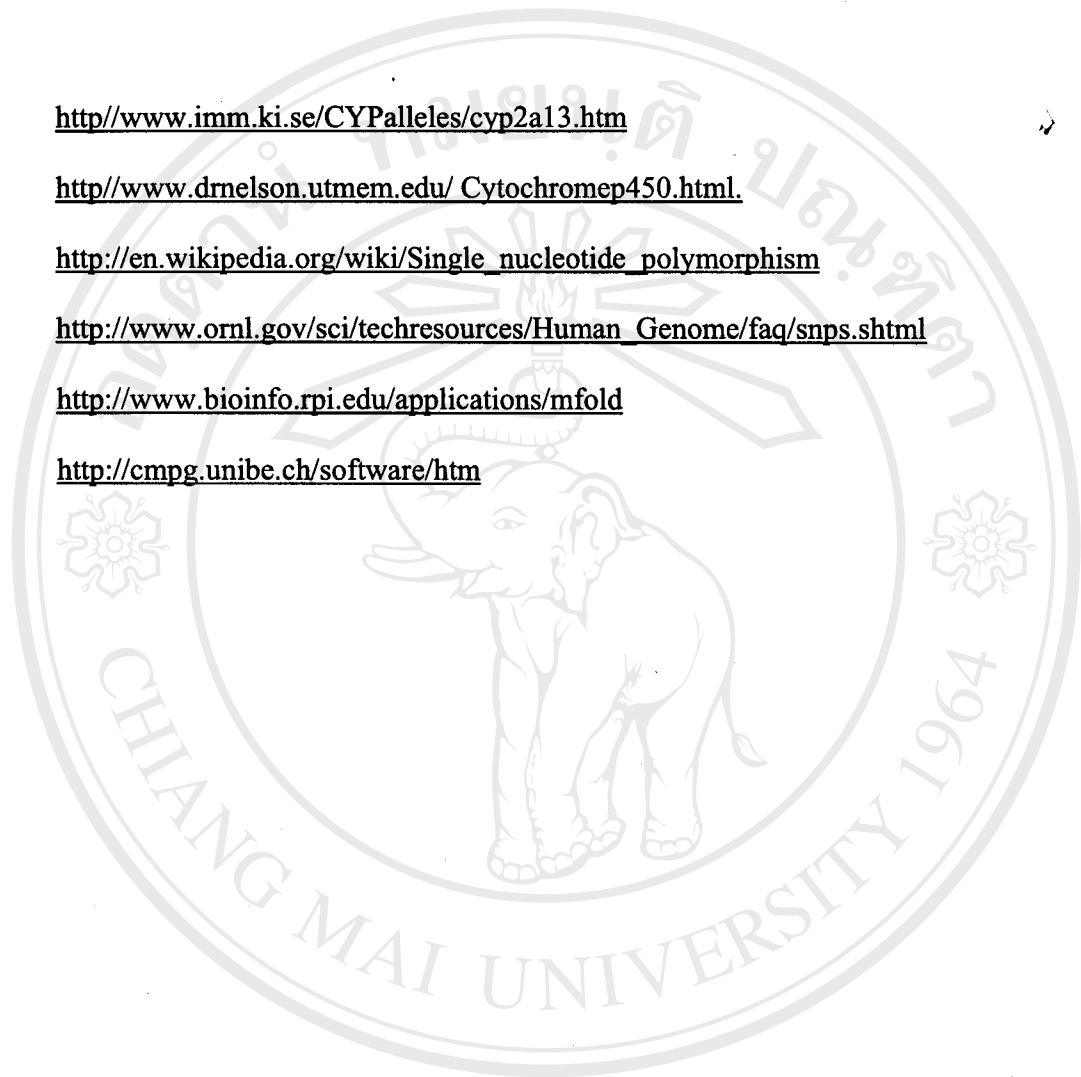 http//www.imm.ki.se/CYPalleles/cyp2a13.htm
http//www.drnelson.utmem.edu/ Cytochromep450.html.
http://en.wikipedia.org/wiki/Single_nucleotide_polymorphism
http://www.ornl.gov/sci/techresources/Human_Genome/faq/snps.shtml
http://www.bioinfo.rpi.edu/applications/mfold
http://cmpg.unibe.ch/software/htm
CHIANG MAI UNIVERSITY 1964